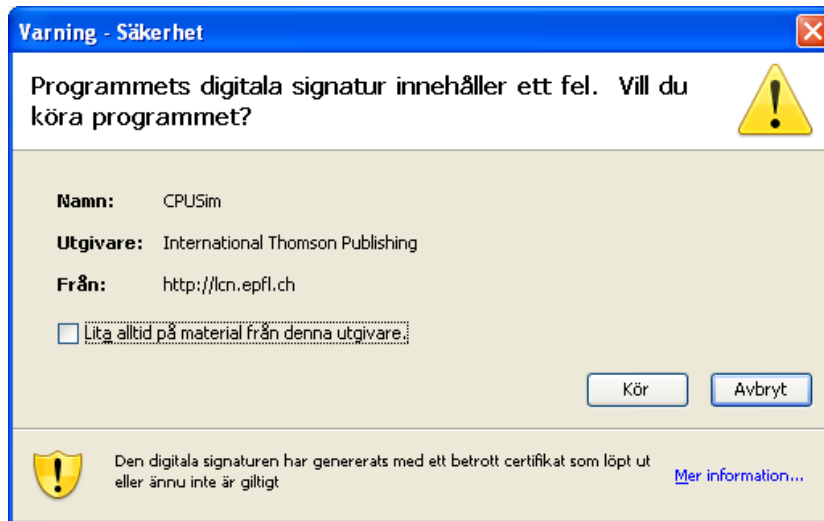 Varning - Säkerhet
Programmets digitala signatur innehåller ett fel. Vill du
köra programmet?
Namn: CPUSim
Utgivare: International Thomson Publishing
Från: http://lcn.epfl.ch
Lita alltid på material från denna utgivare.
Kör Avbryt
Den digitala signaturen har genererats med ett betrott certifikat som löpt ut
eller ännu inte är giltigt
Mer information...